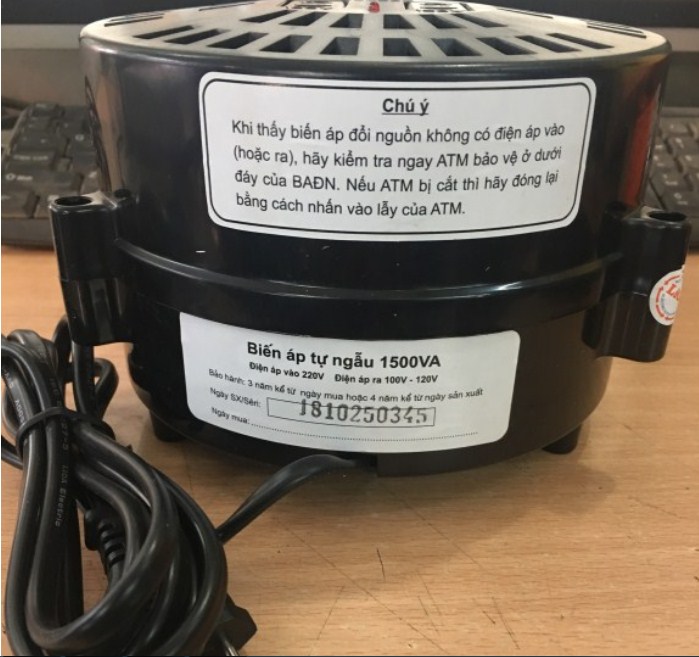 Chú ý
Khi thấy biến áp đổi nguồn không có điện áp vào
(hoặc ra), hãy kiểm tra ngay ATM bảo vệ ở dưới
đáy của BAĐN. Nếu ATM bị cắt thì hãy đóng lại
bằng cách nhấn vào lẫy của ATM.
Biến áp tự ngẫu 1500VA
Điện áp vào 220V Điện áp ra 100V - 120V
Bảo hành: 3 năm kể từ ngày mua hoặc 4 năm kể từ ngày sản xuất
Ngày SX/Sêri: 1810250345
Ngày mua: